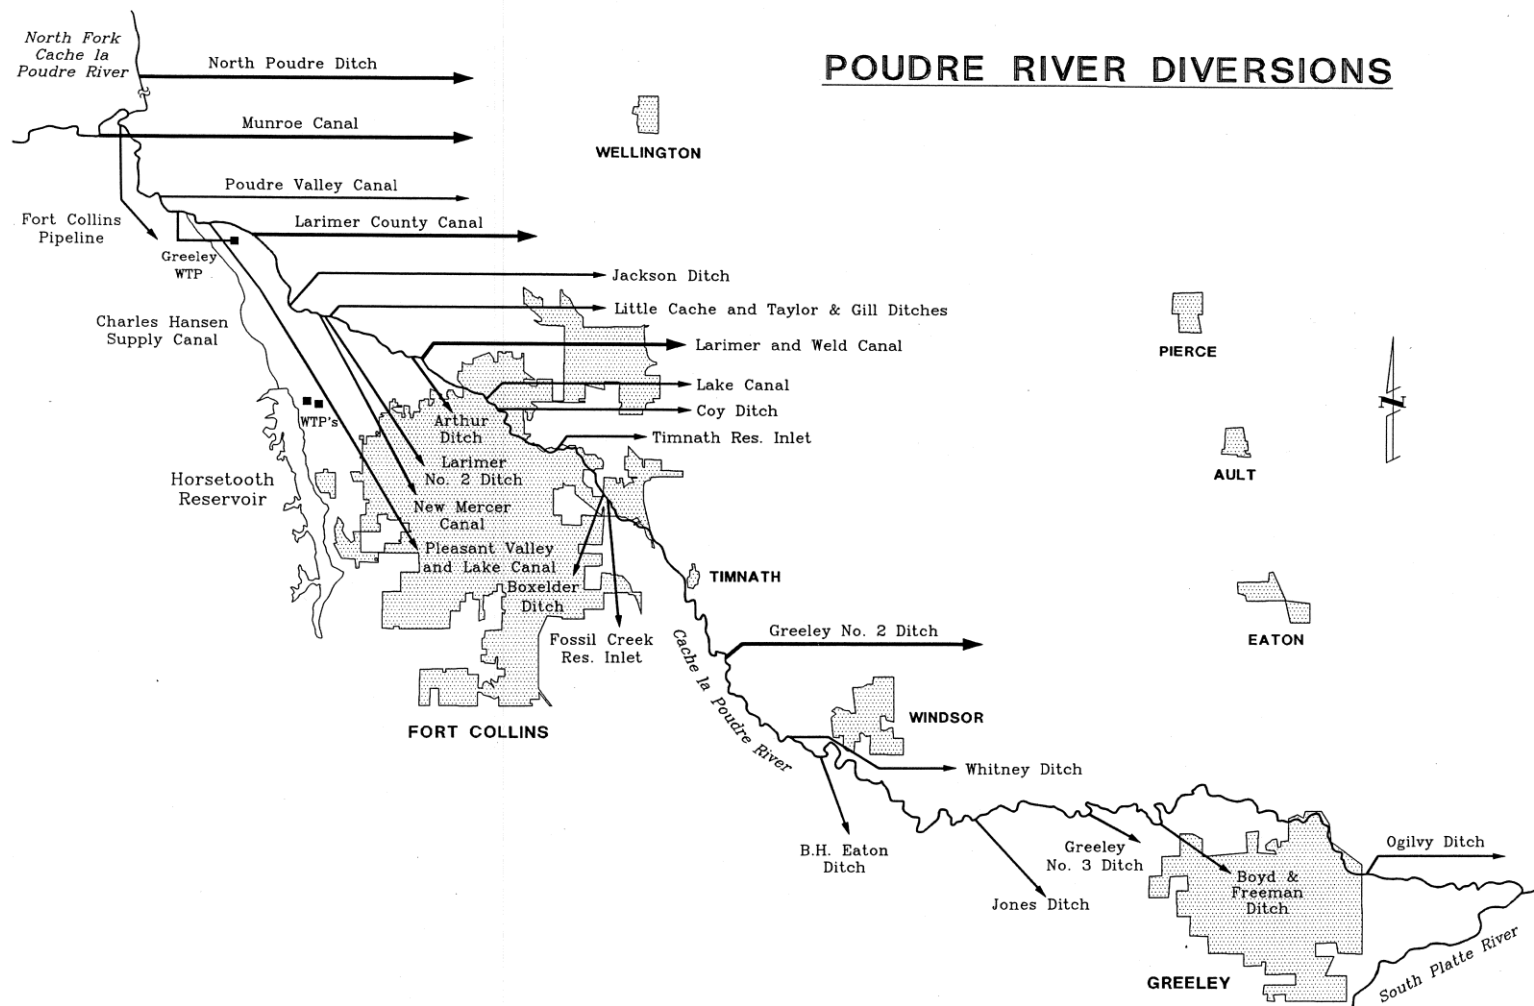 POUDRE RIVER DIVERSIONS
North Fork
Cache la
Poudre River
North Poudre Ditch
Munroe Canal
WELLINGTON
Poudre Valley Canal
Fort Collins
Pipeline
Larimer County Canal
Greeley
WTP
Jackson Ditch
Charles Hansen
Supply Canal
Little Cache and Taylor & Gill Ditches
Larimer and Weld Canal
PIERCE
Lake Canal
N
WTP's
Coy Ditch
Arthur
Ditch
Timnath Res. Inlet
Larimer
No. 2 Ditch
AULT
Horsetooth
Reservoir
New Mercer
Canal
Pleasant Valley
and Lake Canal
Boxelder
Ditch
TIMNATH
Fossil Creek
Res. Inlet
Greeley No. 2 Ditch
EATON
Cache la Poudre River
FORT COLLINS
WINDSOR
Whitney Ditch
B.H. Eaton
Ditch
Greeley
No. 3 Ditch
Ogilvy Ditch
Boyd &
Freeman
Ditch
Jones Ditch
South Platte River
GREELEY